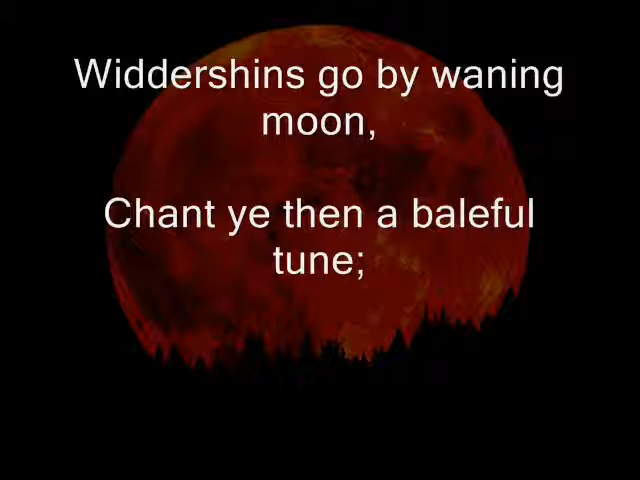 Widdershins go by waning
moon,
Chant ye then a baleful
tune;